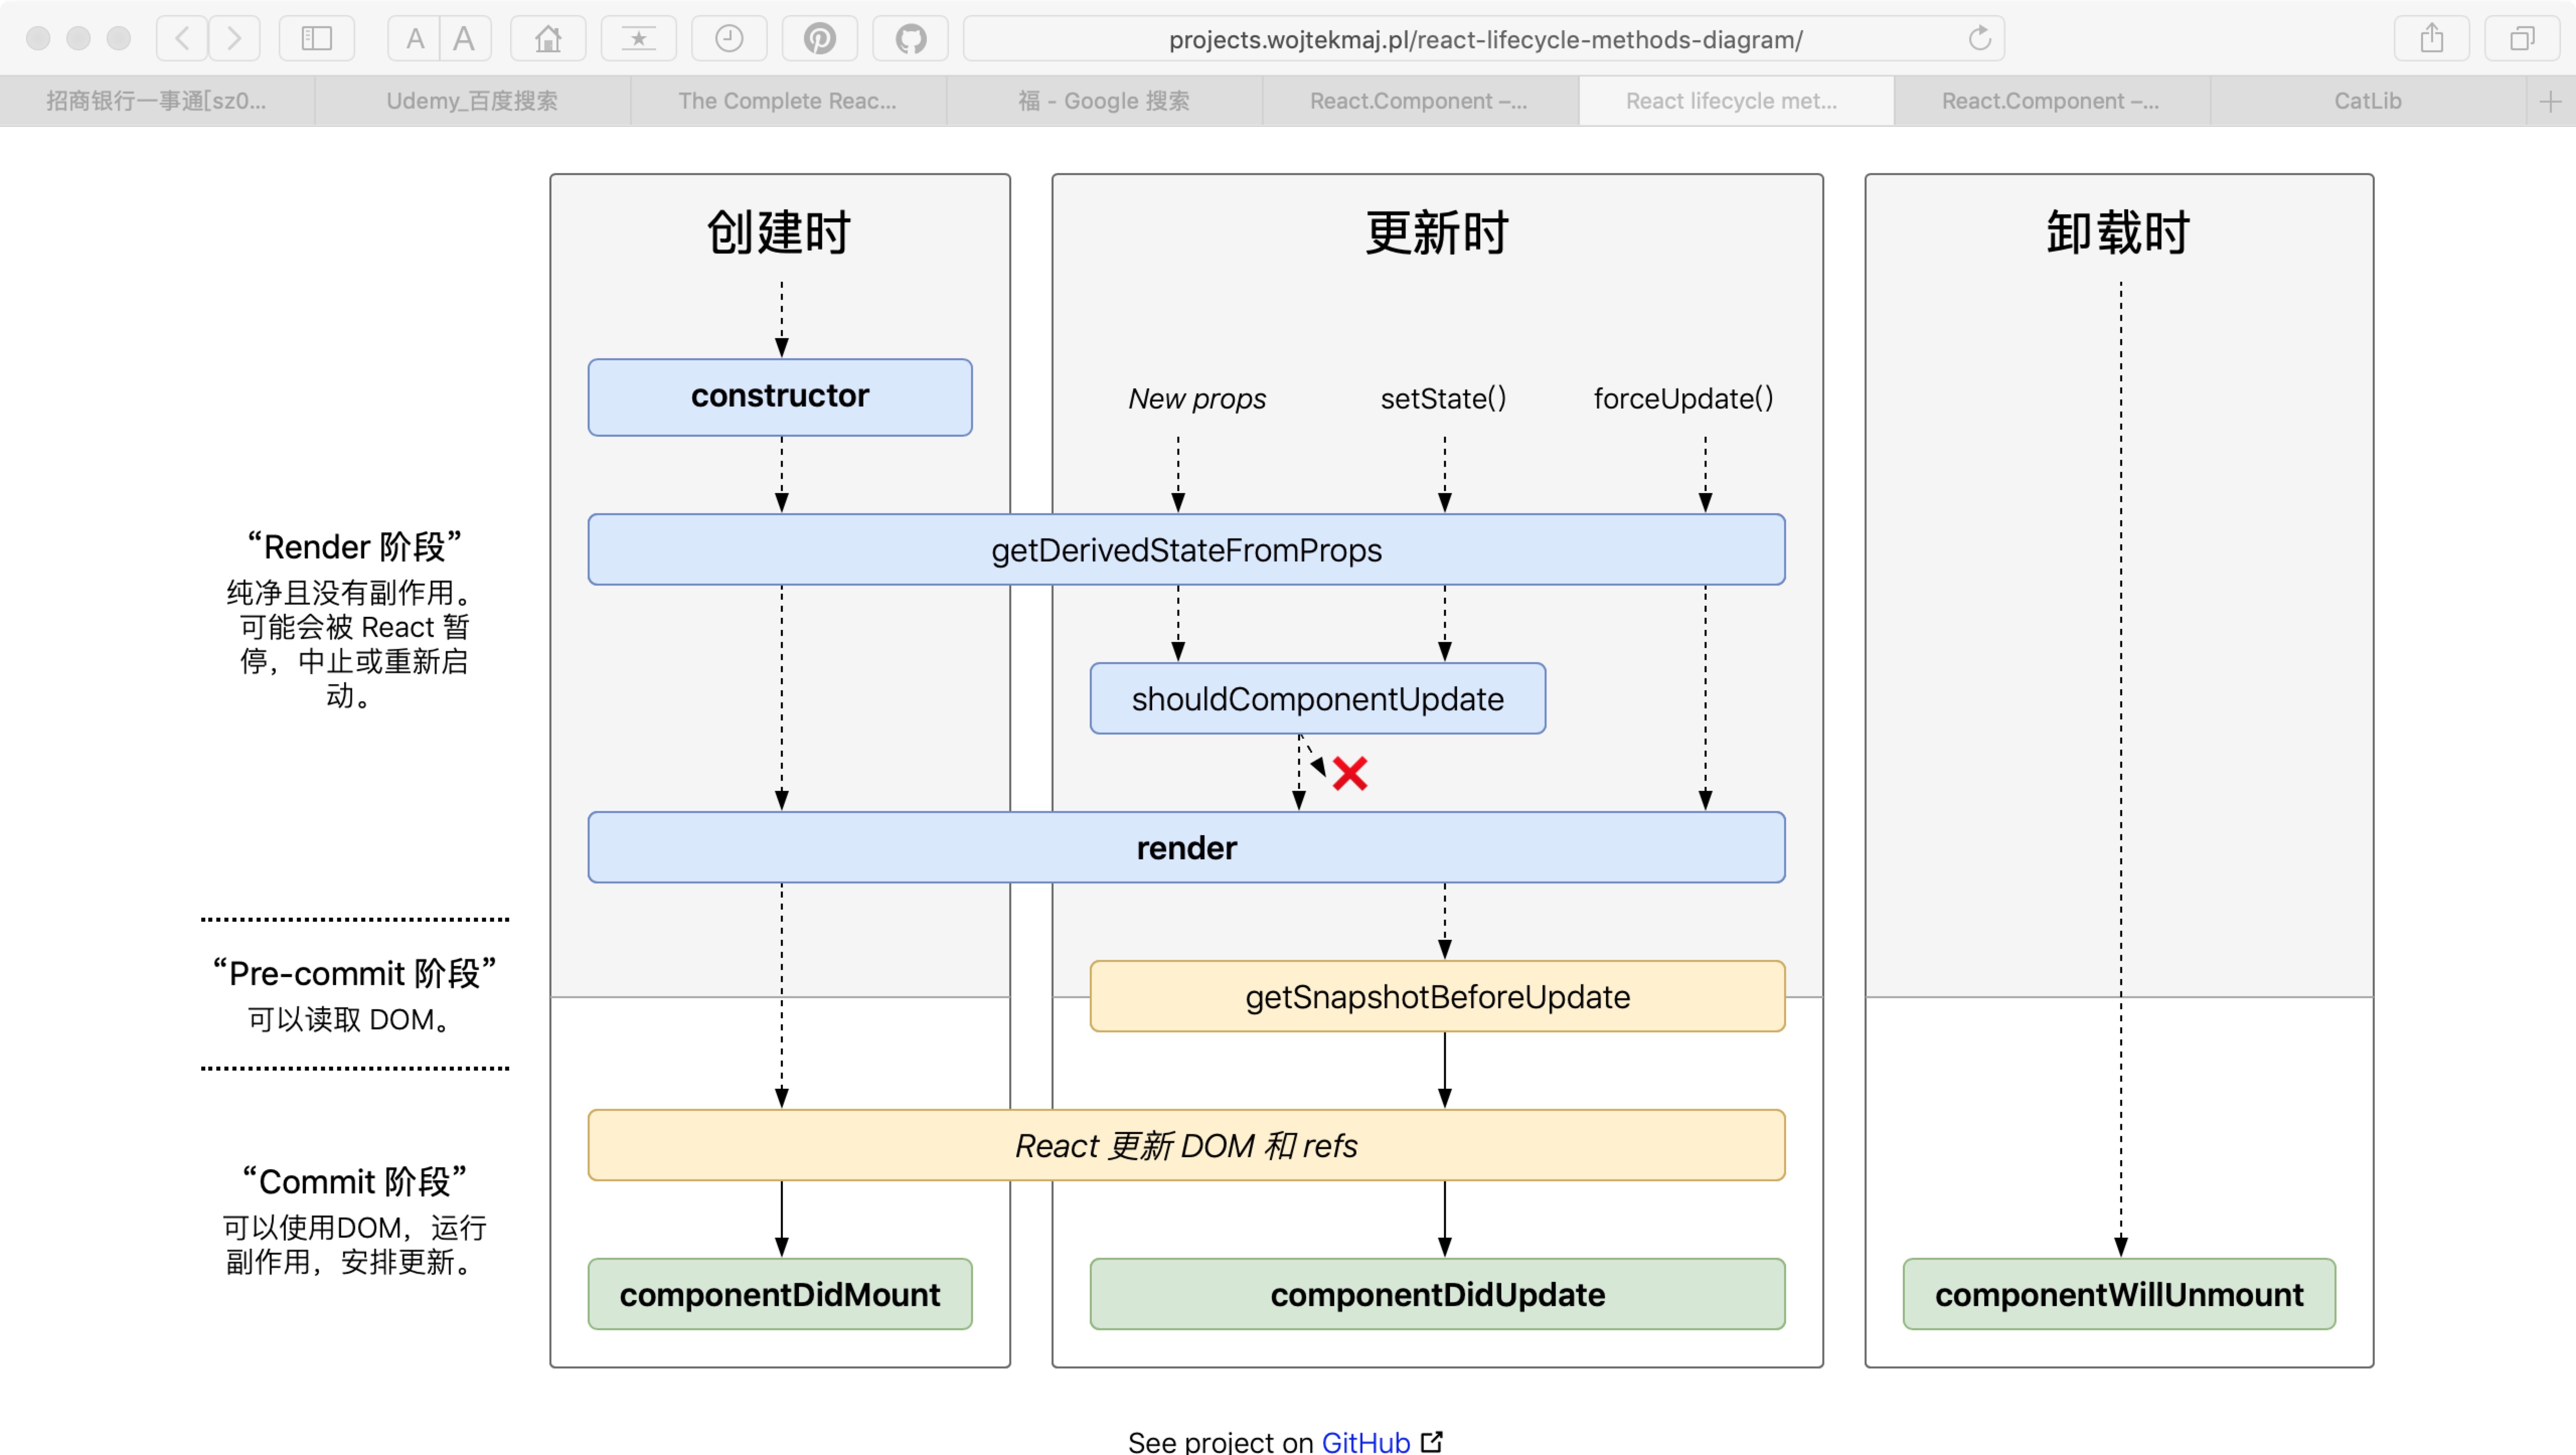 A A projects.wojtekmaj.pl/react-lifecycle-methods-diagram/
招商银行一事通[sz0... Udemy_百度搜索 The Complete Reac... 福 - Google 搜索 React.Component –... React lifecycle met... React.Component –... CatLib
创建时 更新时 卸载时
constructor
New props setState() forceUpdate()
“Render 阶段”
纯净且没有副作用。
可能会被 React 暂
停，中止或重新启
动。
getDerivedStateFromProps
shouldComponentUpdate
render
“Pre-commit 阶段”
可以读取 DOM。
getSnapshotBeforeUpdate
React 更新 DOM 和 refs
“Commit 阶段”
可以使用DOM，运行
副作用，安排更新。
componentDidMount componentDidUpdate componentWillUnmount
See project on GitHub